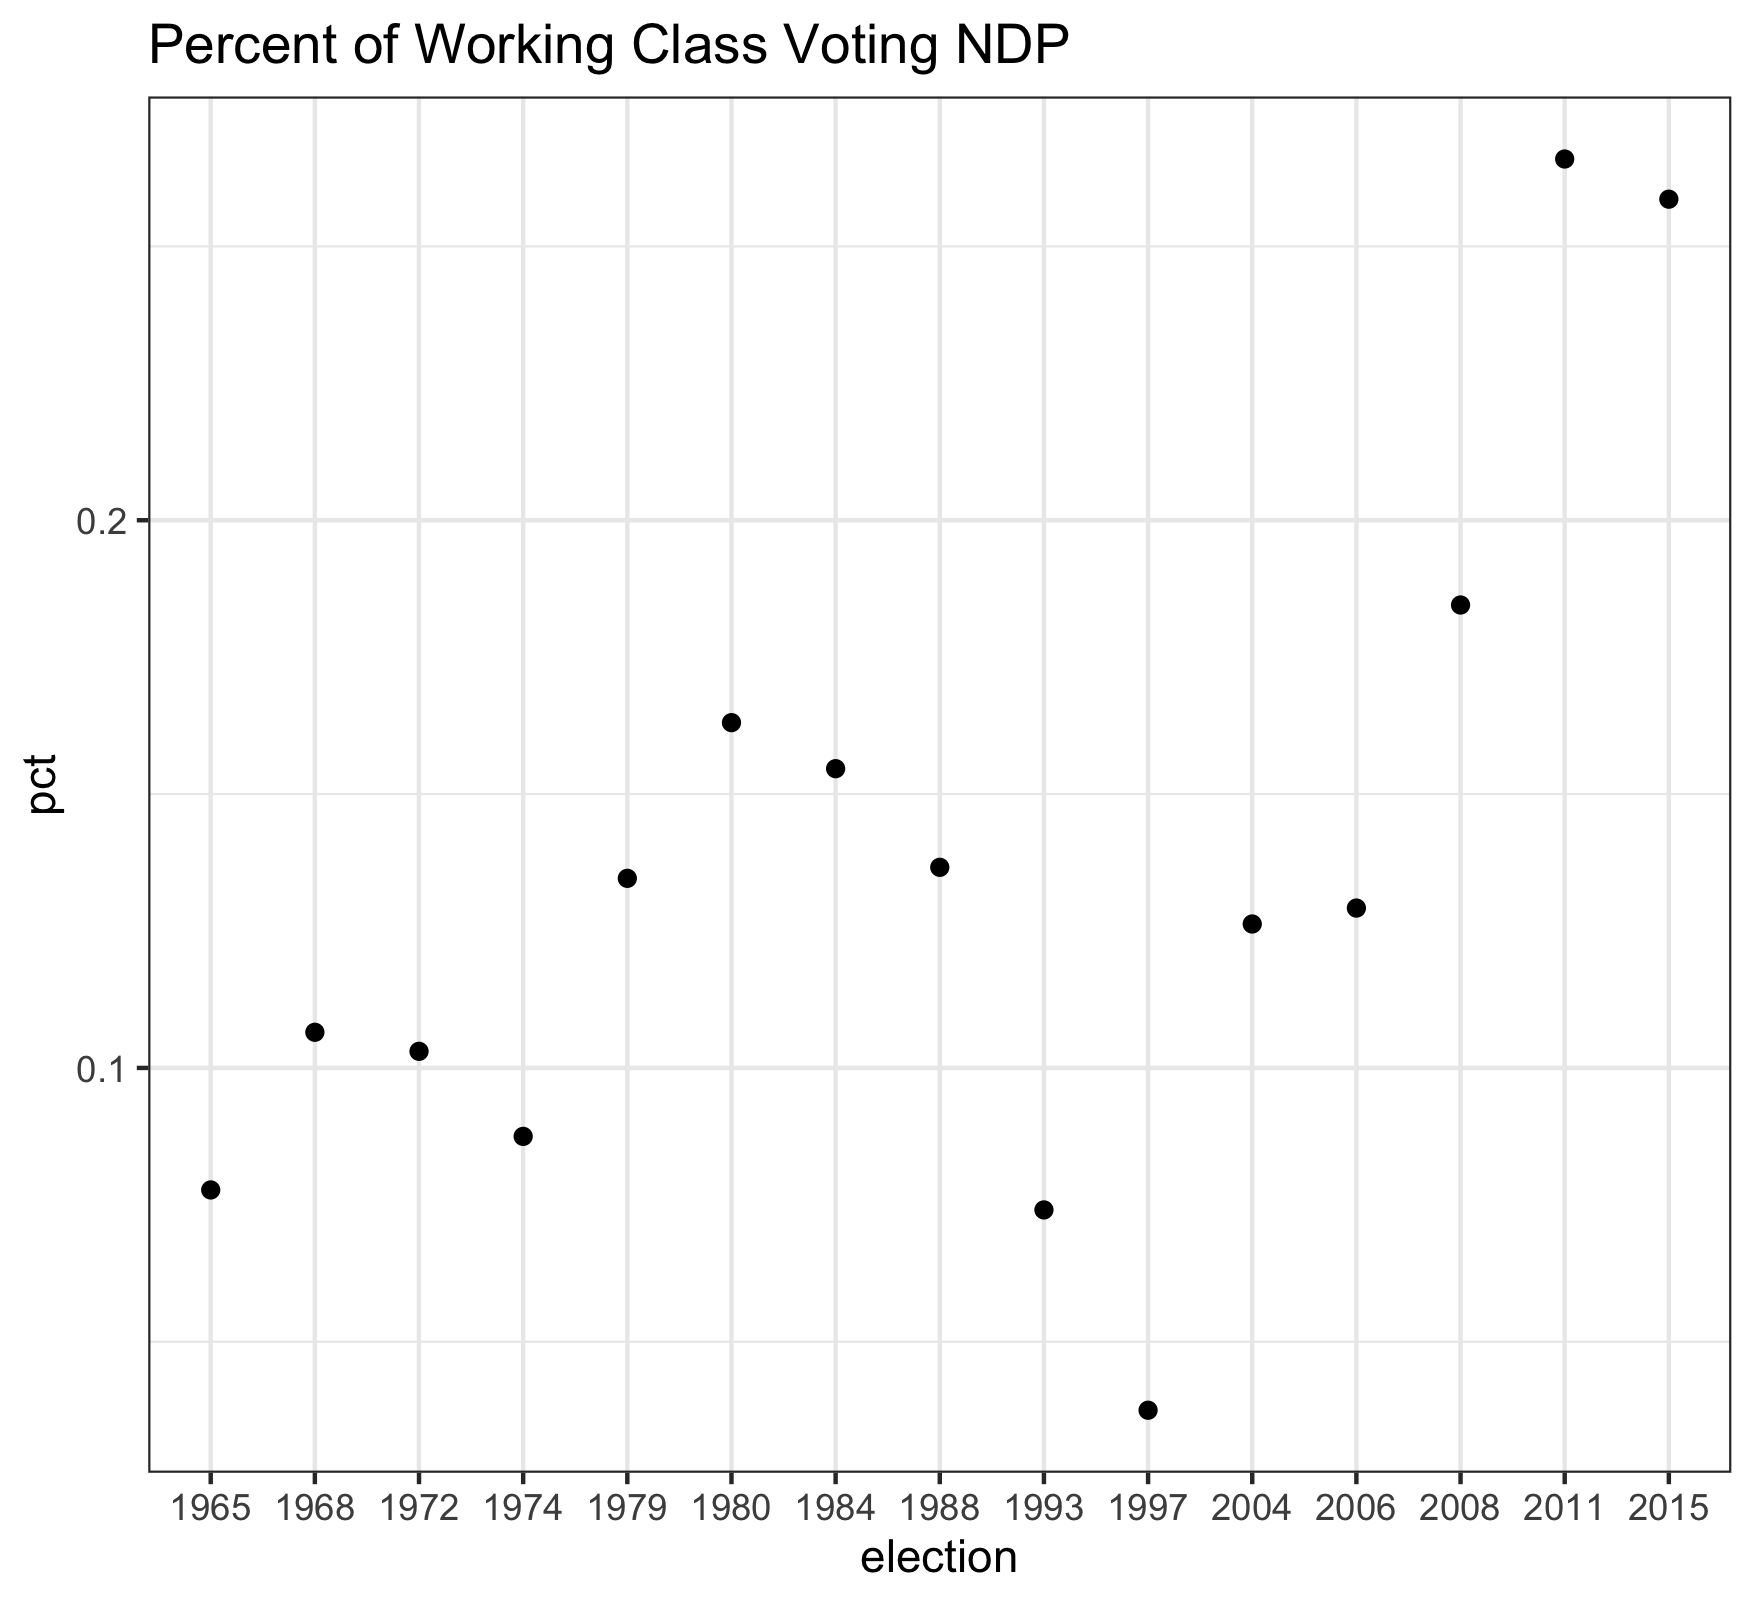 Percent of Working Class Voting NDP
pct
0.2
0.1
1965 1968 1972 1974 1979 1980 1984 1988 1993 1997 2004 2006 2008 2011 2015
election